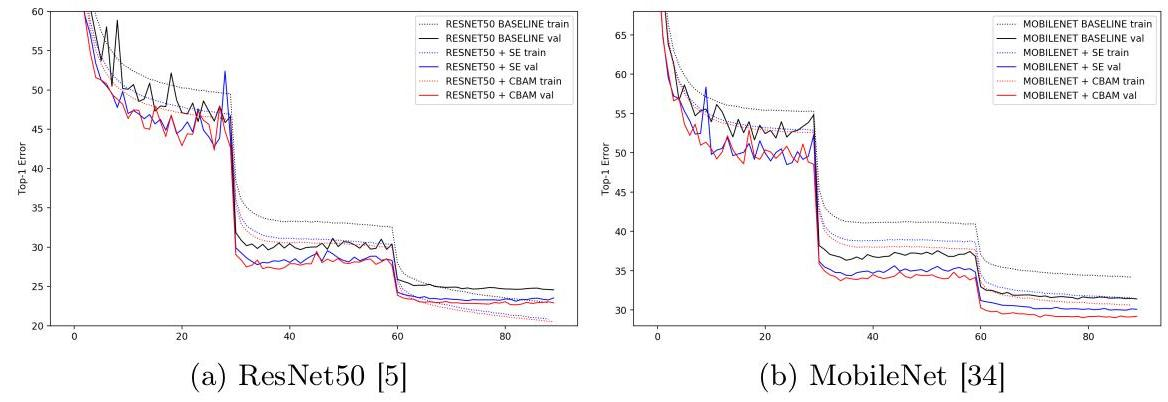 60
55
50
45
40
35
30
25
20
Top-1 Error
0 20 40 60 80
RESNET50 BASELINE train
RESNET50 BASELINE val
RESNET50 + SE train
RESNET50 + SE val
RESNET50 + CBAM train
RESNET50 + CBAM val
(a) ResNet50 [5]
65
60
55
50
45
40
35
30
Top-1 Error
0 20 40 60 80
MOBILENET BASELINE train
MOBILENET BASELINE val
MOBILENET + SE train
MOBILENET + SE val
MOBILENET + CBAM train
MOBILENET + CBAM val
(b) MobileNet [34]